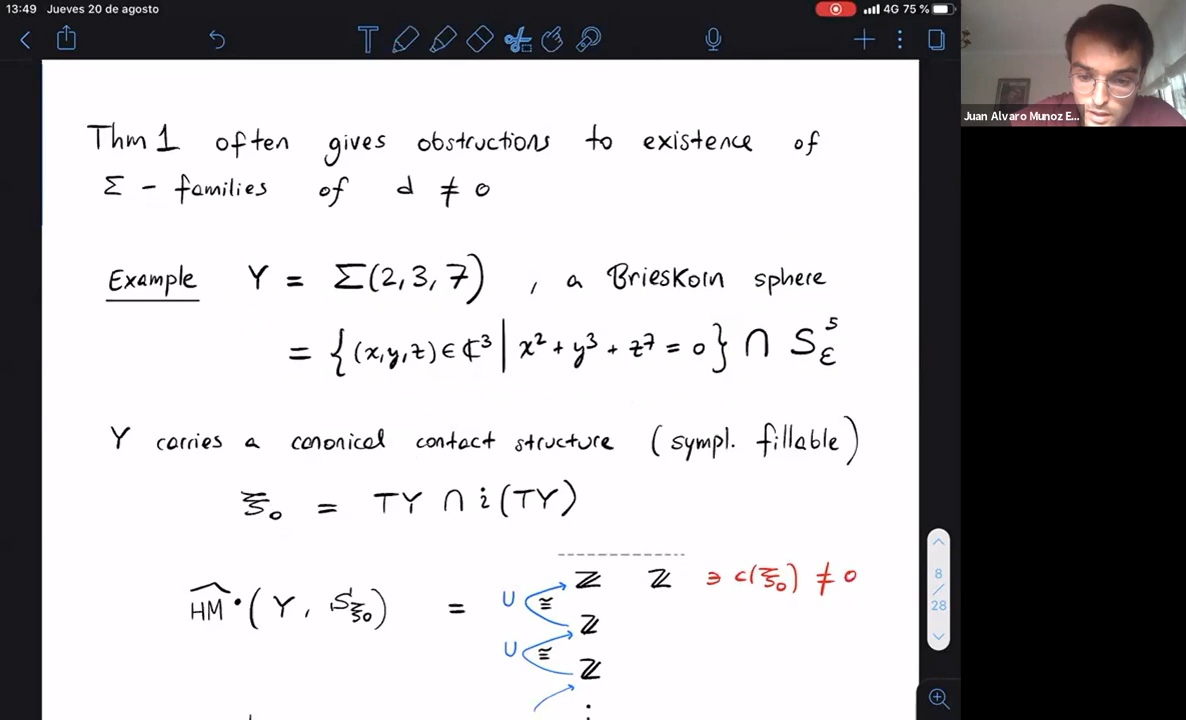 13:49 Jueves 20 de agosto
4G 75 %
Juan Alvaro Munoz E...
Thm 1 often gives obstructions to existence of
Σ - families of d ≠ 0
Example Y = Σ(2,3,7) , a Brieskorn sphere
= {(x,y,z) ∈ ℂ³ | x² + y³ + z⁷ = 0} ∩ S⁵_ε
Y carries a canonical contact structure (sympl. fillable)
ξ₀ = TY ∩ i(TY)
ℤ ℤ ∋ c(ξ₀) ≠ 0
U ≅
\widehat{HM}^•(Y, 𝔰_ξ₀) = ℤ
U ≅
ℤ
⋮
8
/
28